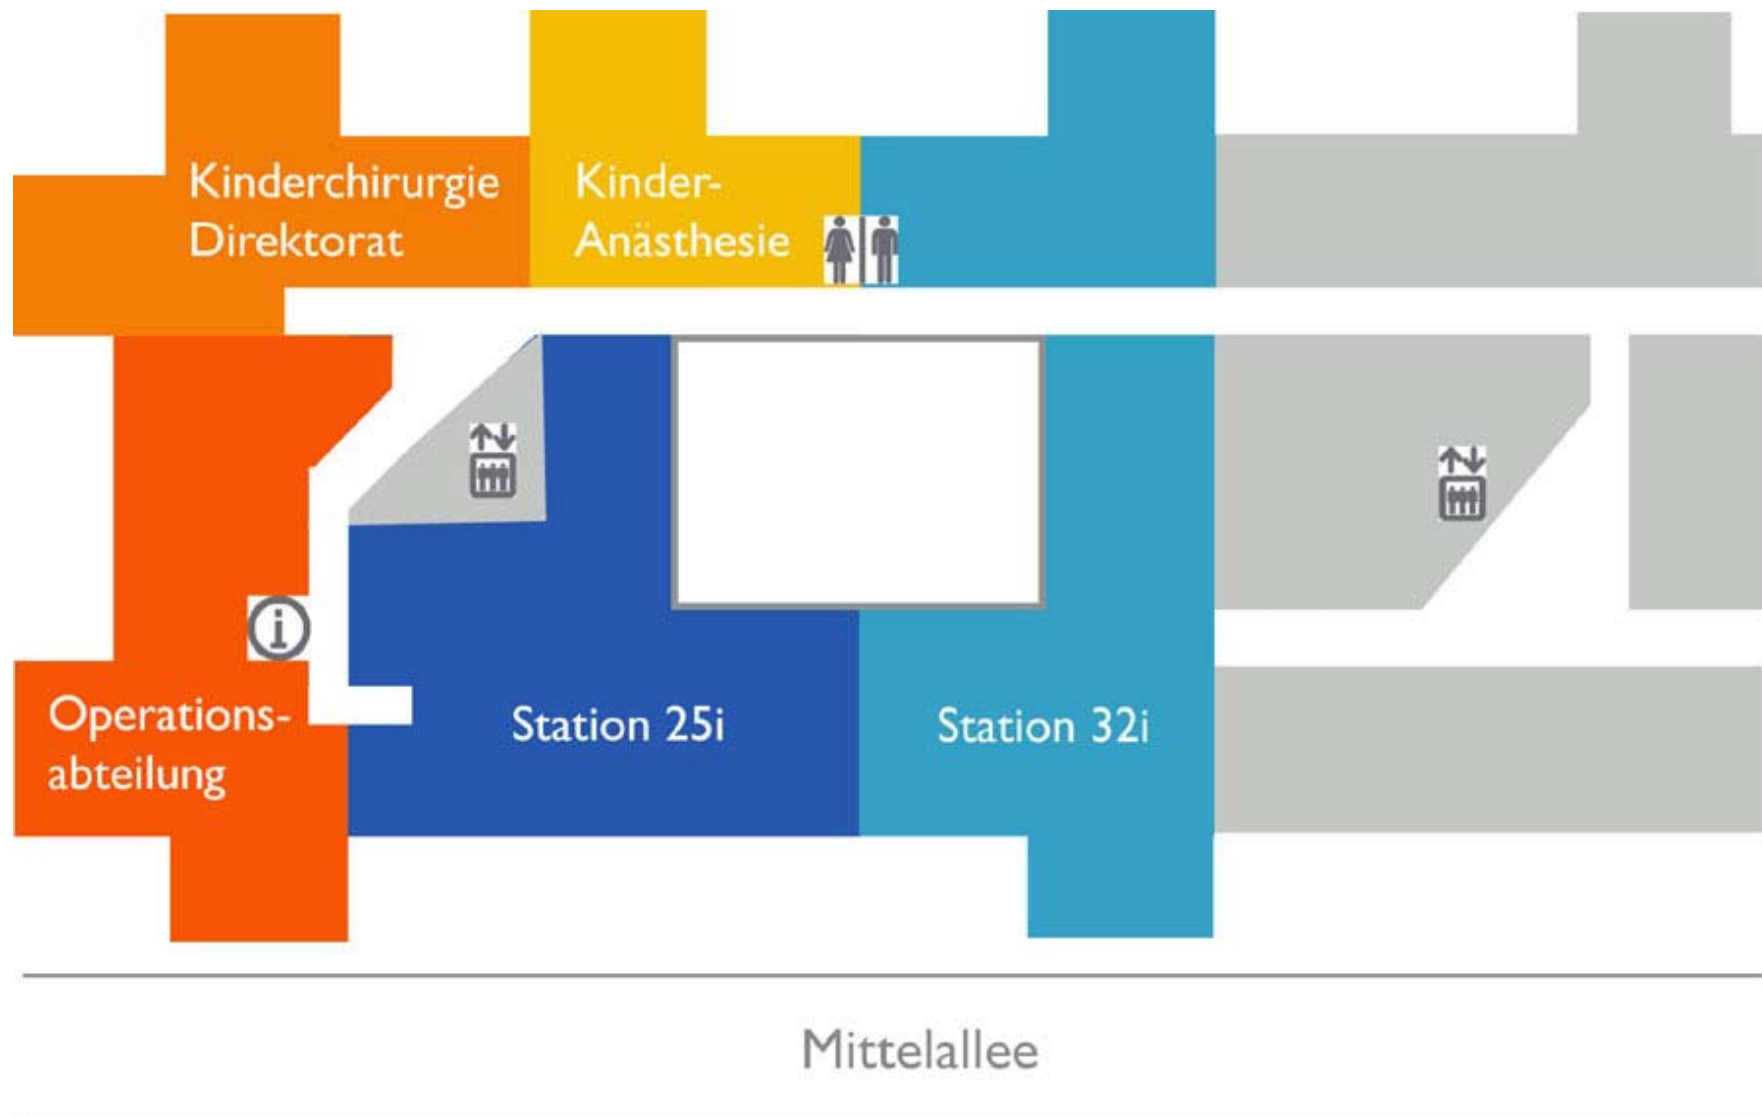 Kinderchirurgie
Direktorat
Kinder-
Anästhesie
Operations-
abteilung
Station 25i
Station 32i
Mittelallee